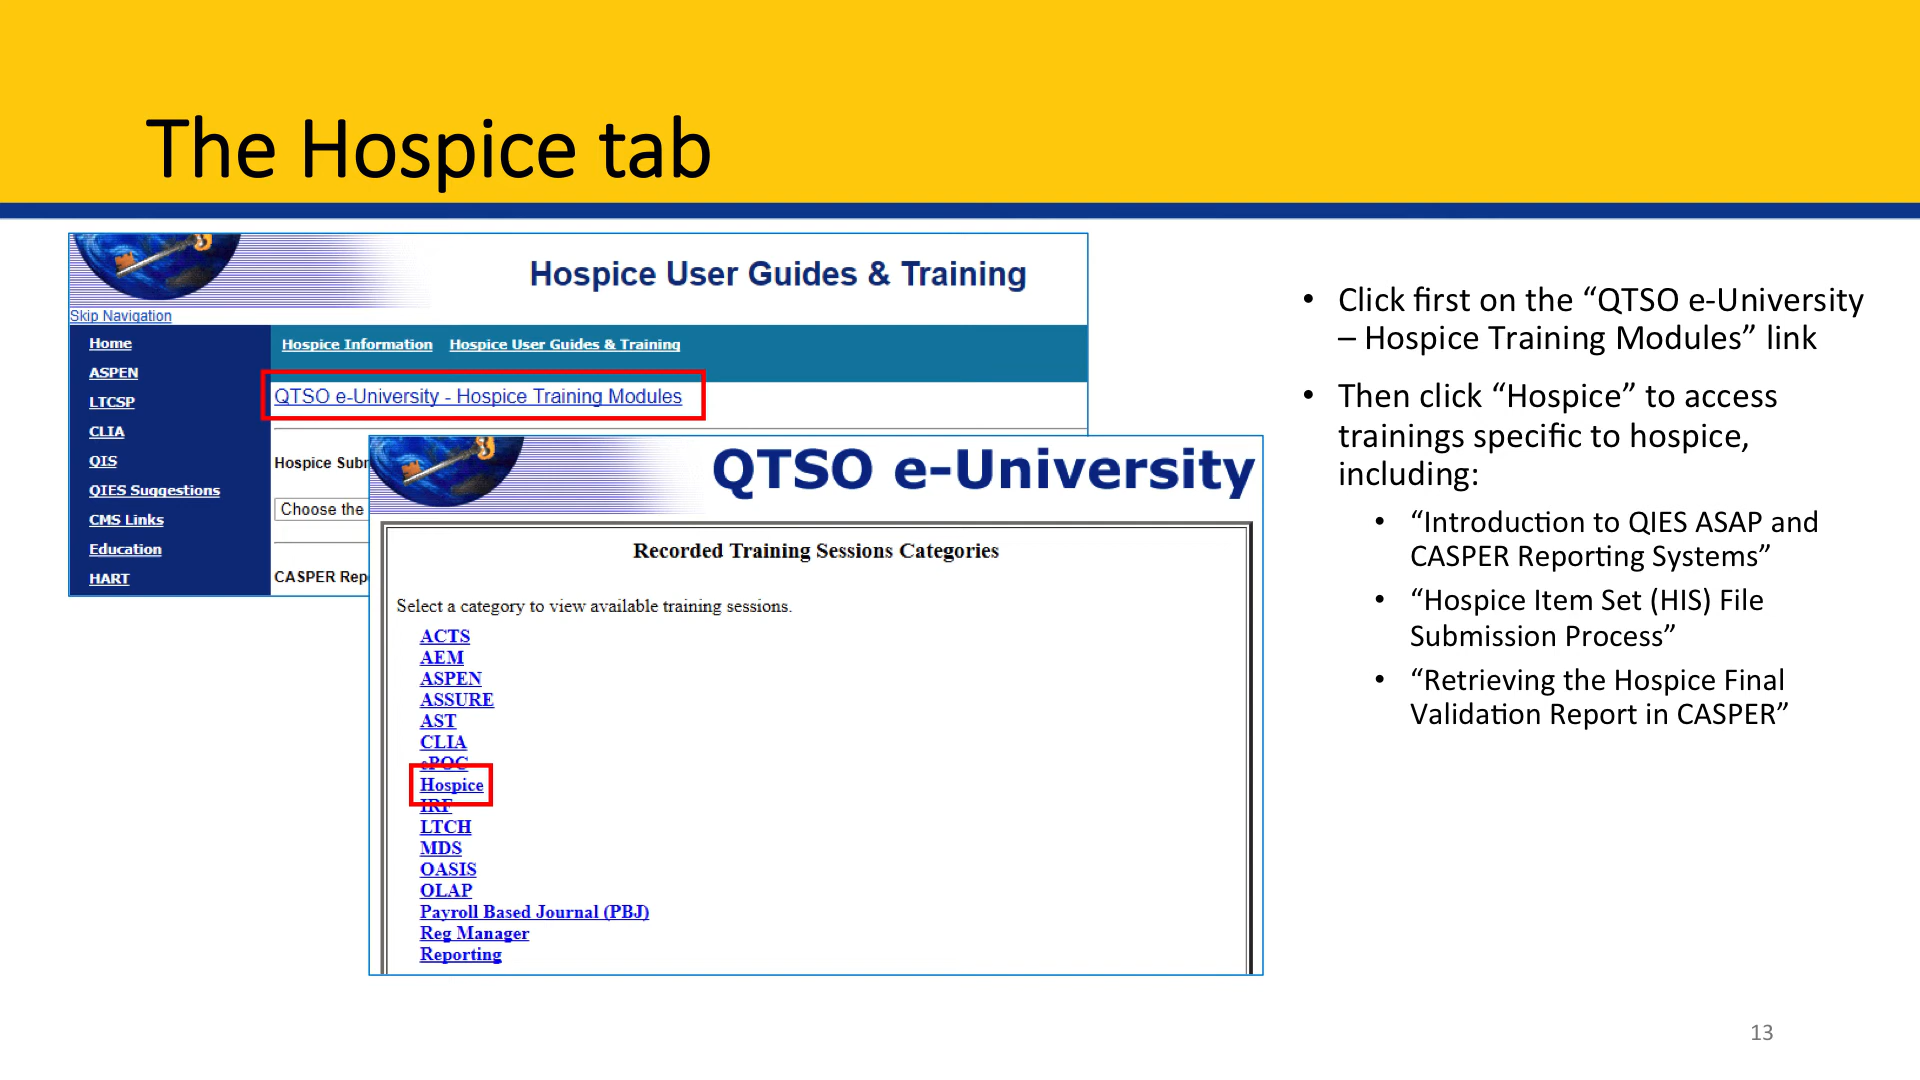 The Hospice tab
Hospice User Guides & Training
Skip Navigation
Home
ASPEN
LTCSP
CLIA
QIS
QIES Suggestions
CMS Links
Education
HART
Hospice Information Hospice User Guides & Training
QTSO e-University - Hospice Training Modules
Hospice Sub
Choose the
CASPER Rep
QTSO e-University
Recorded Training Sessions Categories
Select a category to view available training sessions.
ACTS
AEM
ASPEN
ASSURE
AST
CLIA
ePOC
Hospice
IRF
LTCH
MDS
OASIS
OLAP
Payroll Based Journal (PBJ)
Reg Manager
Reporting
• Click first on the “QTSO e-University
– Hospice Training Modules” link
• Then click “Hospice” to access
trainings specific to hospice,
including:
• “Introduction to QIES ASAP and
CASPER Reporting Systems”
• “Hospice Item Set (HIS) File
Submission Process”
• “Retrieving the Hospice Final
Validation Report in CASPER”
13